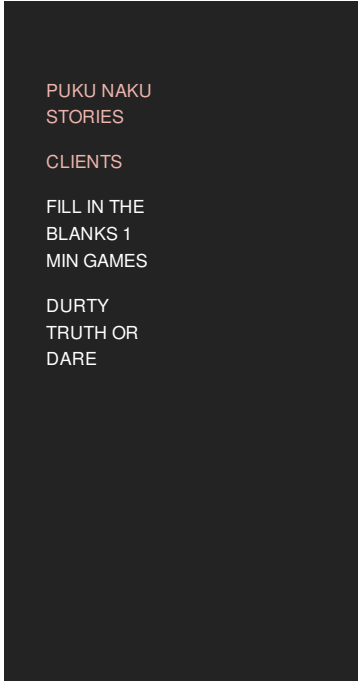 PUKU NAKU
STORIES
CLIENTS
FILL IN THE
BLANKS 1
MIN GAMES
DURTY
TRUTH OR
DARE